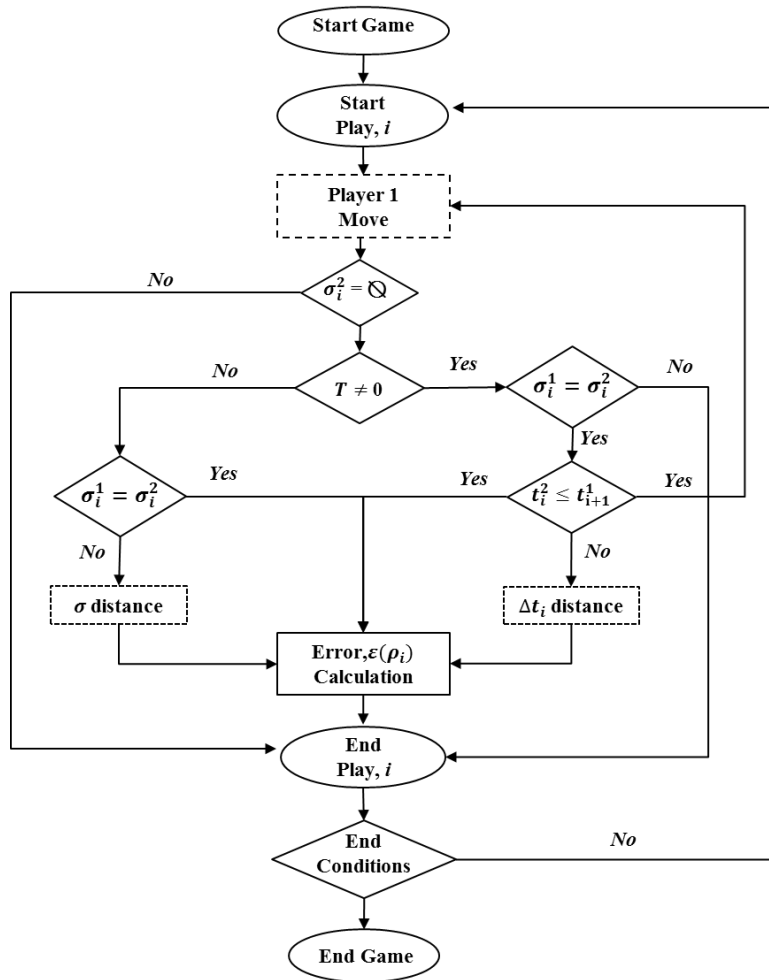 Start Game
Start
Play, i
Player 1
Move
No
σ_i^2 = ⍉
No
T ≠ 0
Yes
σ_i^1 = σ_i^2
No
Yes
σ_i^1 = σ_i^2
Yes
Yes
t_i^2 ≤ t_{i+1}^1
Yes
No
No
σ distance
Δt_i distance
Error,ε(ρ_i)
Calculation
End
Play, i
End
Conditions
No
End Game